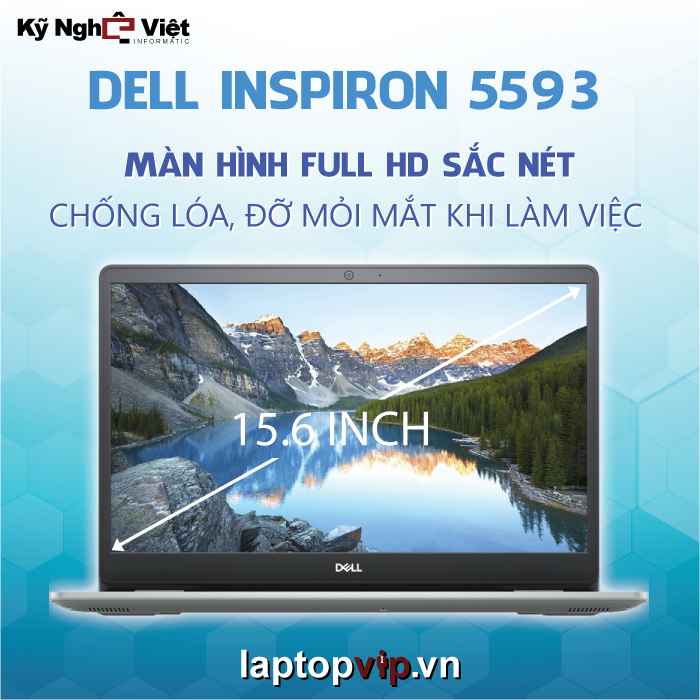 Kỹ Nghệ Việt
INFORMATIC
DELL INSPIRON 5593
MÀN HÌNH FULL HD SẮC NÉT
CHỐNG LÓA, ĐỠ MỎI MẮT KHI LÀM VIỆC
15.6 INCH
DELL
laptopvip.vn